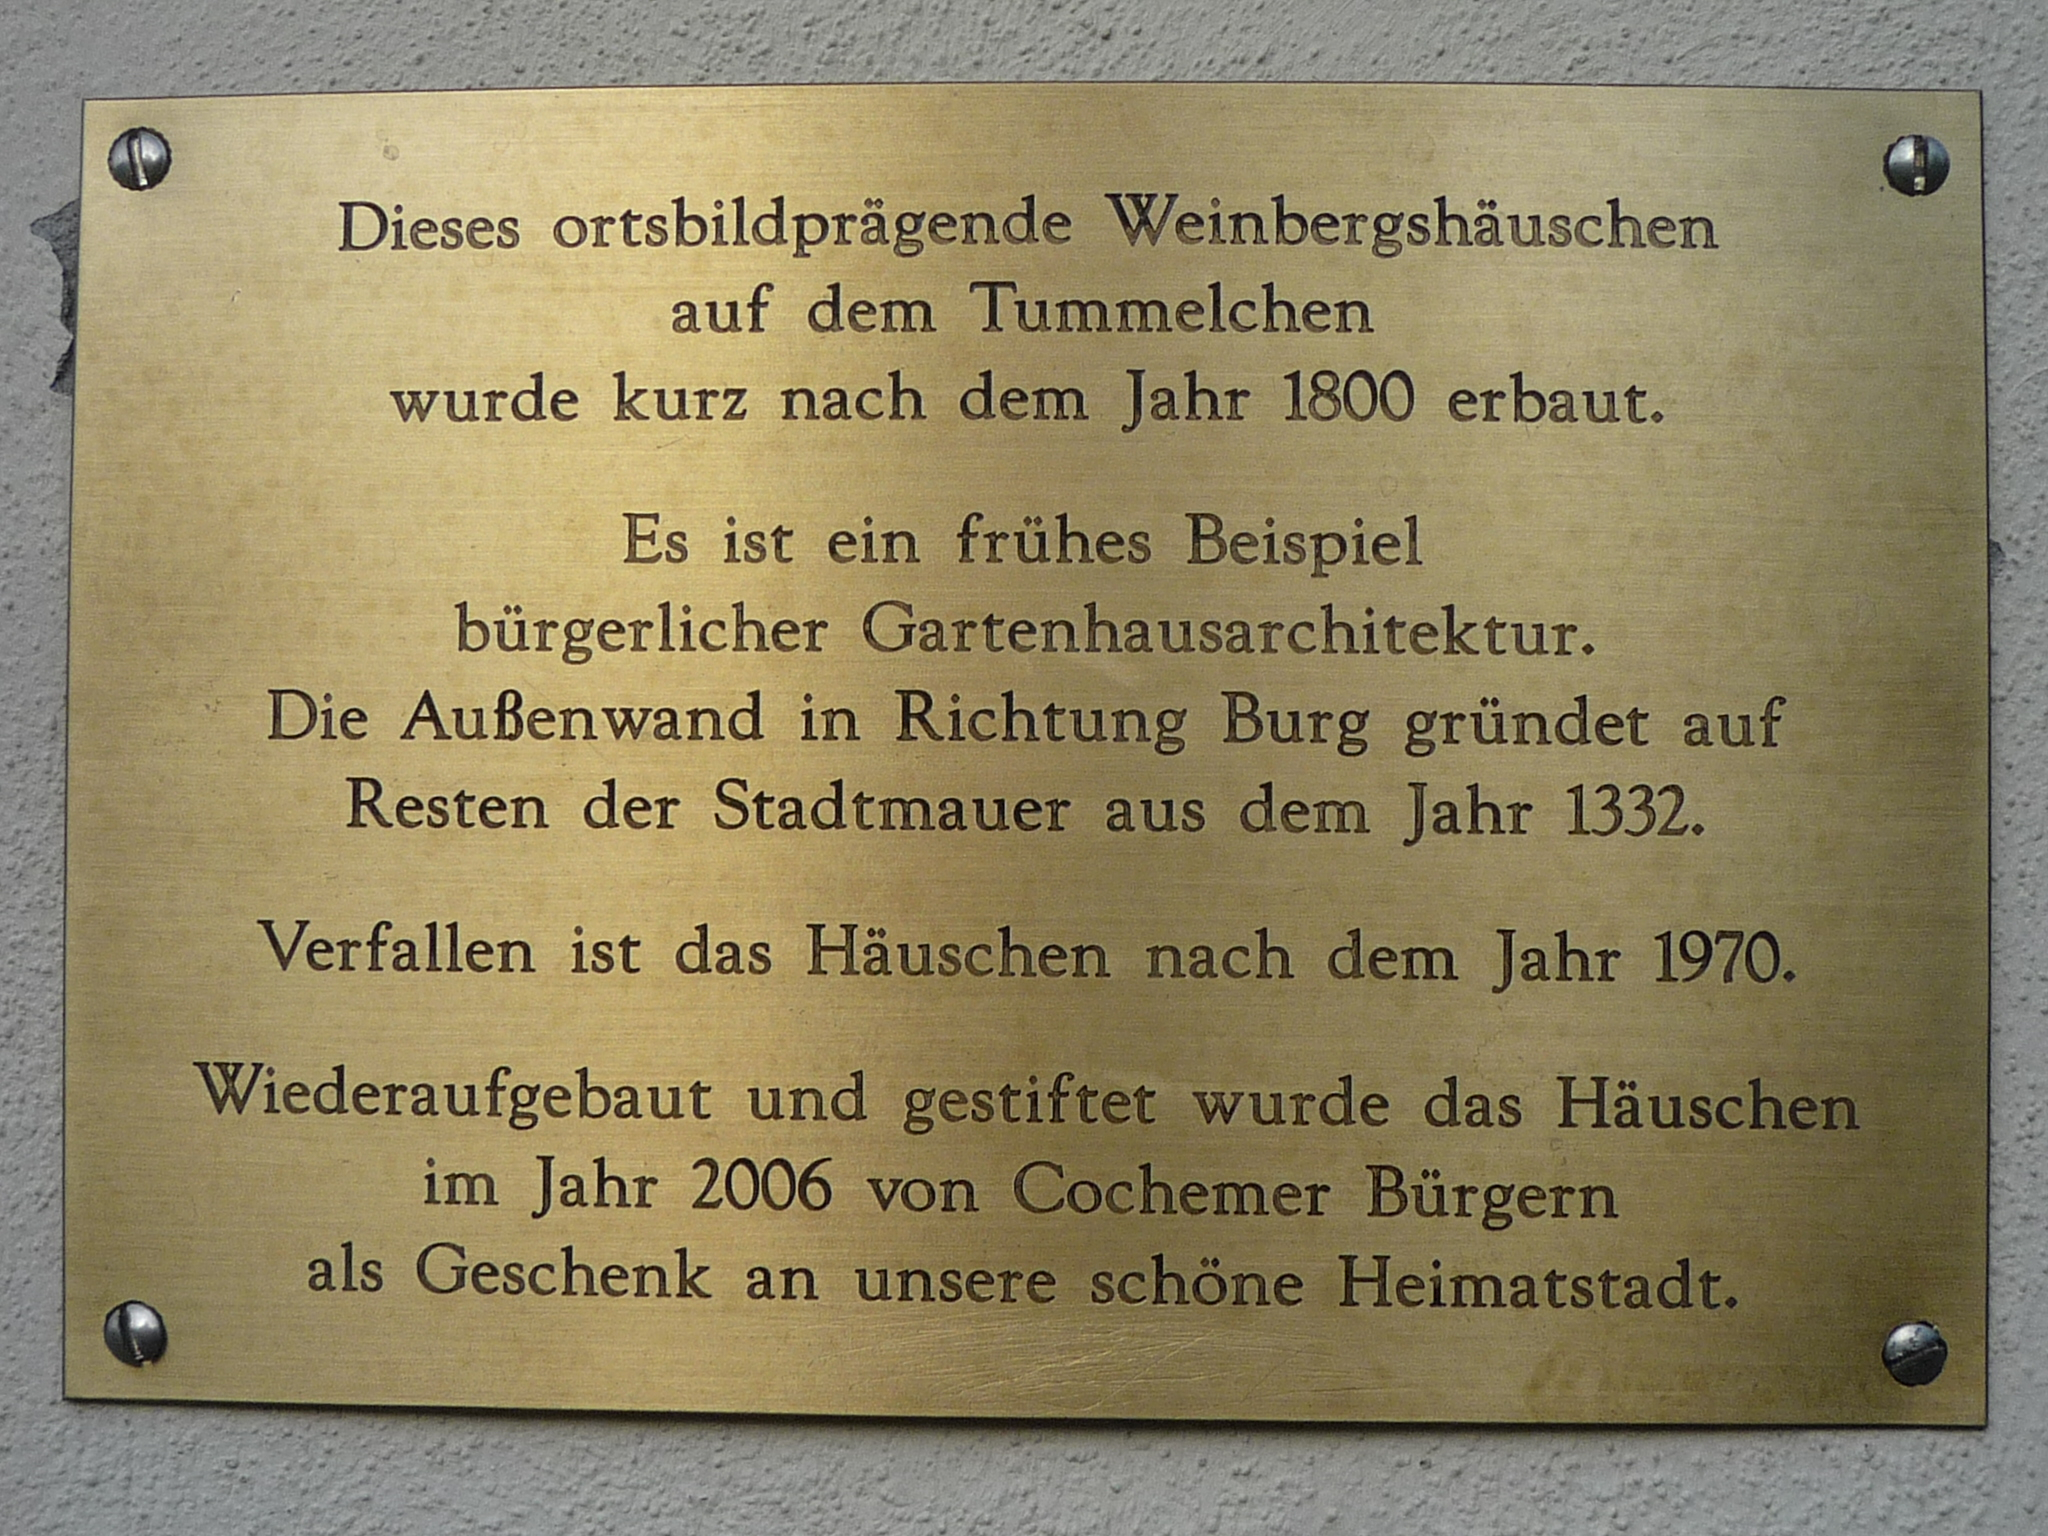 Dieses ortsbildprägende Weinbergshäuschen
auf dem Tummelchen
wurde kurz nach dem Jahr 1800 erbaut.
Es ist ein frühes Beispiel
bürgerlicher Gartenhausarchitektur.
Die Außenwand in Richtung Burg gründet auf
Resten der Stadtmauer aus dem Jahr 1332.
Verfallen ist das Häuschen nach dem Jahr 1970.
Wiederaufgebaut und gestiftet wurde das Häuschen
im Jahr 2006 von Cochemer Bürgern
als Geschenk an unsere schöne Heimatstadt.